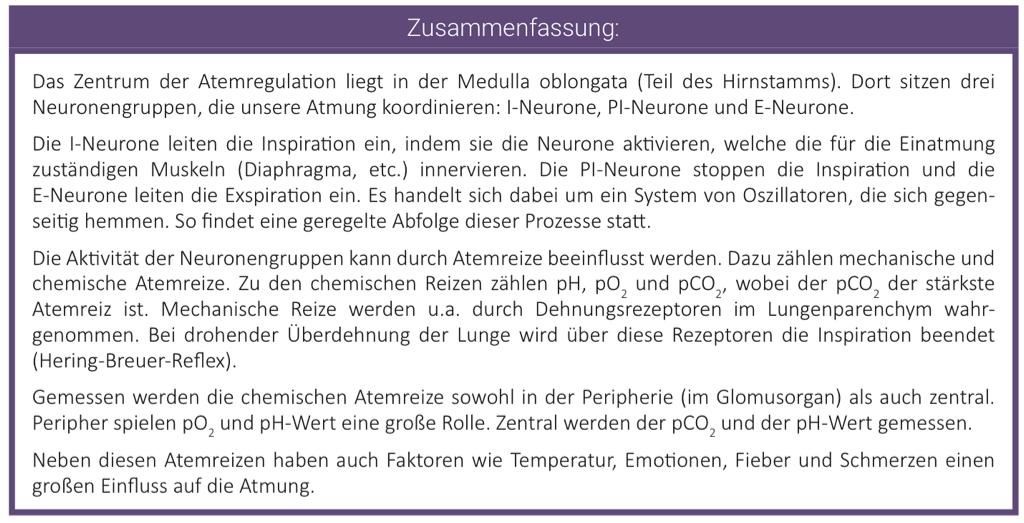 Zusammenfassung:
Das Zentrum der Atemregulation liegt in der Medulla oblongata (Teil des Hirnstamms). Dort sitzen drei
Neuronengruppen, die unsere Atmung koordinieren: I-Neurone, PI-Neurone und E-Neurone.
Die I-Neurone leiten die Inspiration ein, indem sie die Neurone aktivieren, welche die für die Einatmung
zuständigen Muskeln (Diaphragma, etc.) innervieren. Die PI-Neurone stoppen die Inspiration und die
E-Neurone leiten die Exspiration ein. Es handelt sich dabei um ein System von Oszillatoren, die sich gegen-
seitig hemmen. So findet eine geregelte Abfolge dieser Prozesse statt.
Die Aktivität der Neuronengruppen kann durch Atemreize beeinflusst werden. Dazu zählen mechanische und
chemische Atemreize. Zu den chemischen Reizen zählen pH, pO₂ und pCO₂, wobei der pCO₂ der stärkste
Atemreiz ist. Mechanische Reize werden u.a. durch Dehnungsrezeptoren im Lungenparenchym wahr-
genommen. Bei drohender Überdehnung der Lunge wird über diese Rezeptoren die Inspiration beendet
(Hering-Breuer-Reflex).
Gemessen werden die chemischen Atemreize sowohl in der Peripherie (im Glomusorgan) als auch zentral.
Peripher spielen pO₂ und pH-Wert eine große Rolle. Zentral werden der pCO₂ und der pH-Wert gemessen.
Neben diesen Atemreizen haben auch Faktoren wie Temperatur, Emotionen, Fieber und Schmerzen einen
großen Einfluss auf die Atmung.